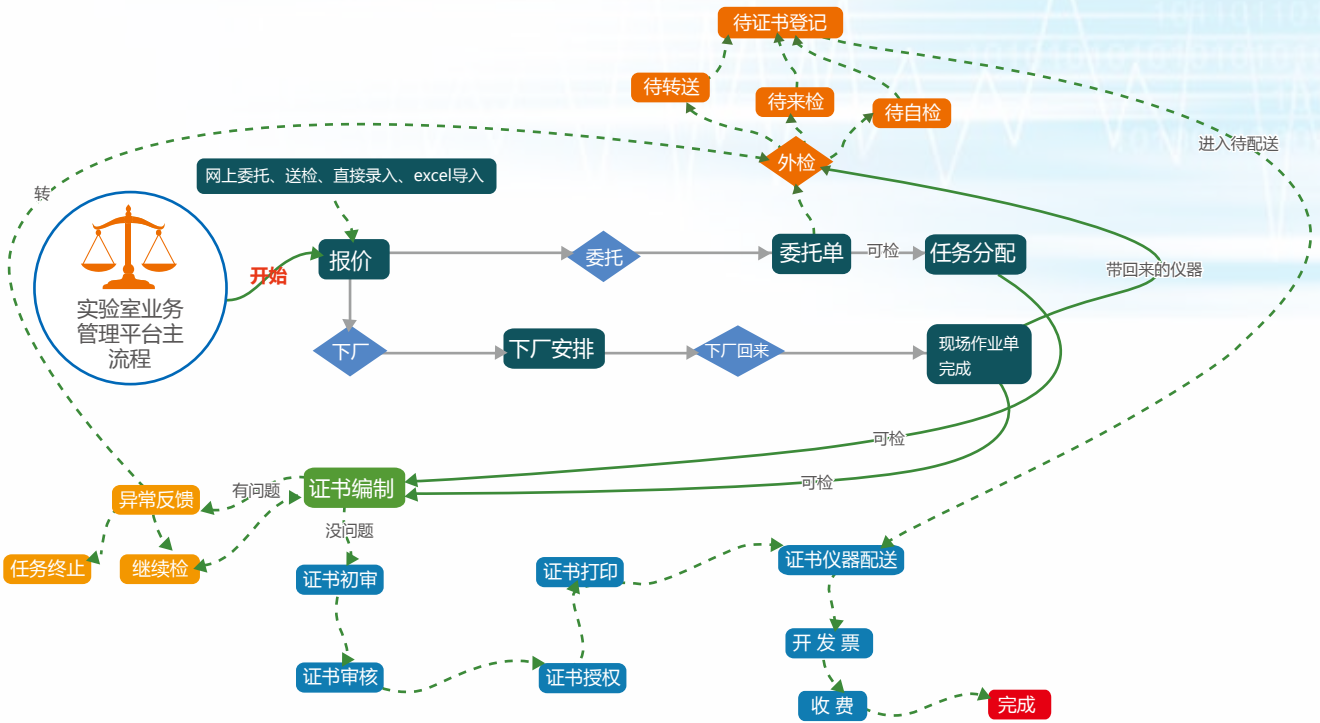 待证书登记
待转送
待来检
待自检
进入待配送
外检
网上委托、送检、直接录入、excel导入
转
报价
委托
委托单
可检
任务分配
开始
带回来的仪器
实验室业务
管理平台主
流程
下厂
下厂安排
下厂回来
现场作业单
完成
可检
可检
证书编制
有问题
异常反馈
没问题
任务终止
继续检
证书初审
证书打印
证书仪器配送
开 发 票
证书审核
证书授权
收 费
完成